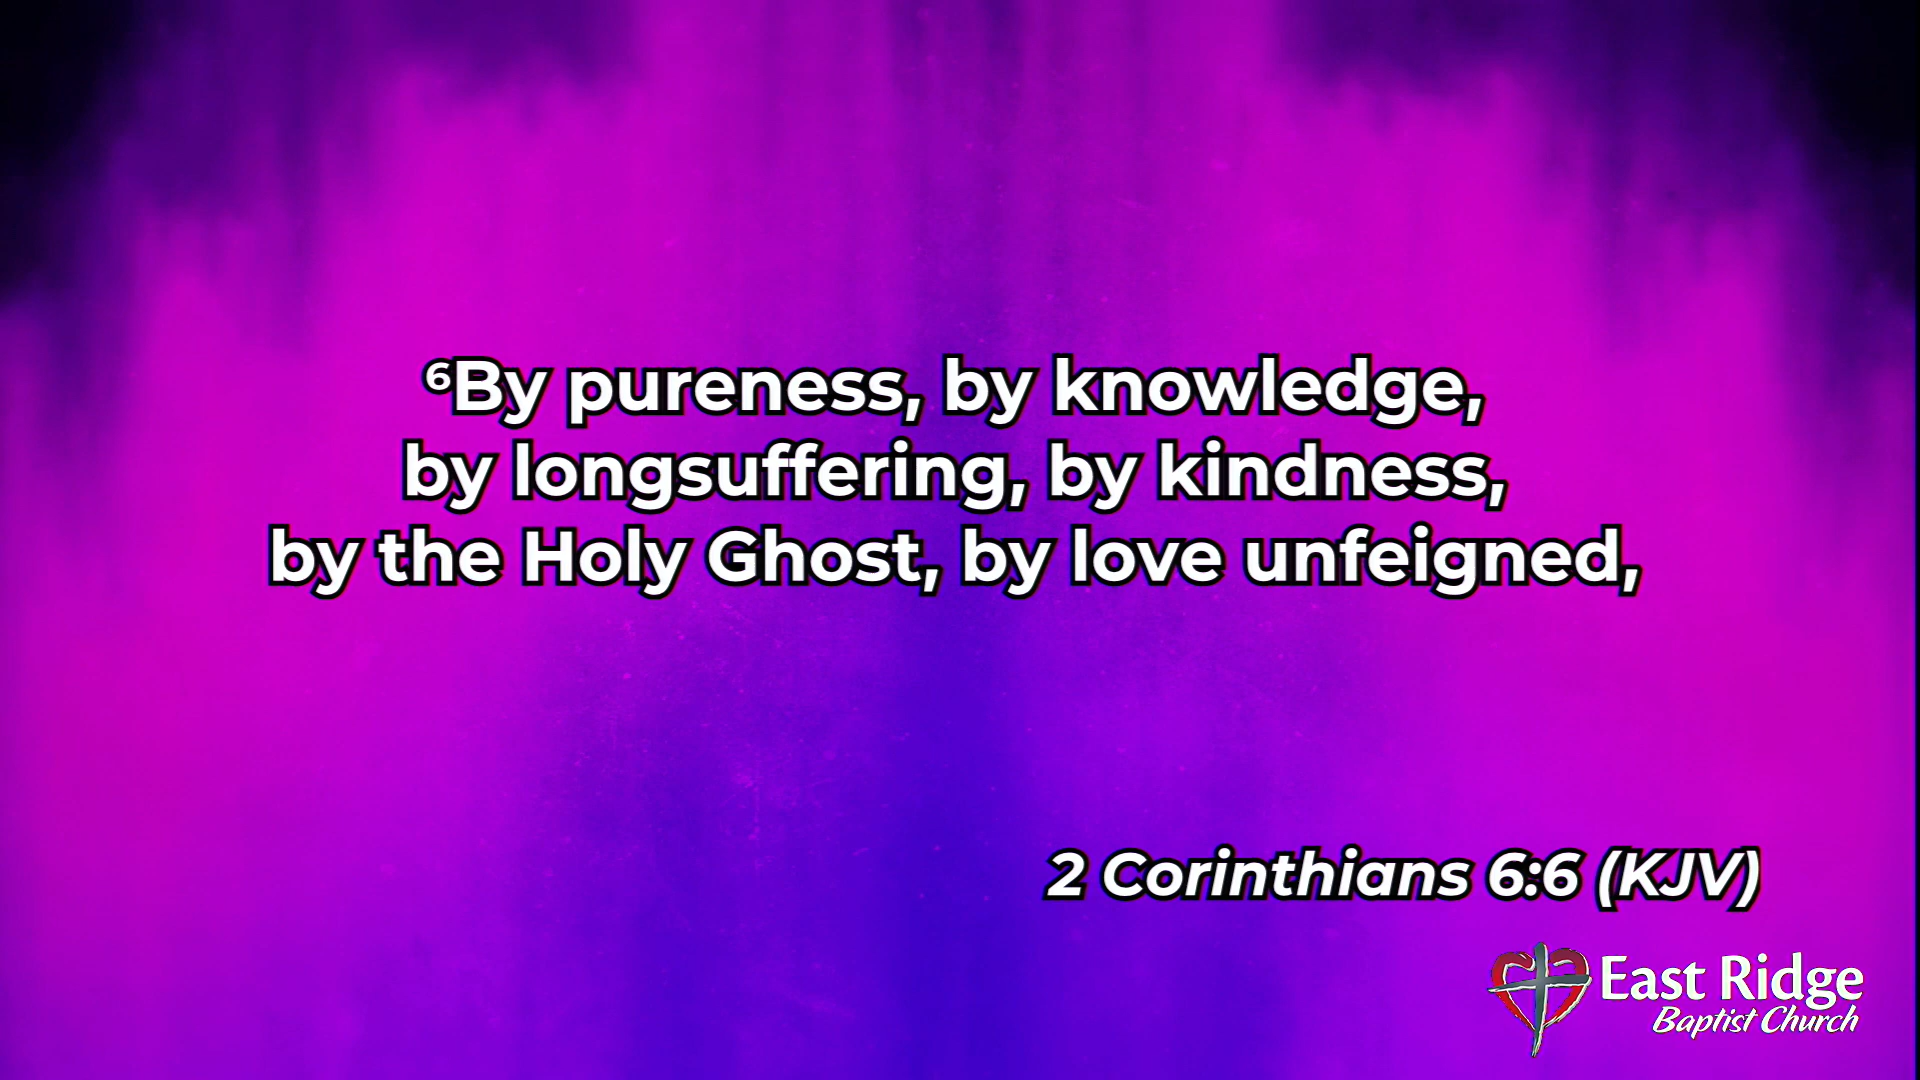 ⁶By pureness, by knowledge,
by longsuffering, by kindness,
by the Holy Ghost, by love unfeigned,
2 Corinthians 6:6 (KJV)
East Ridge
Baptist Church